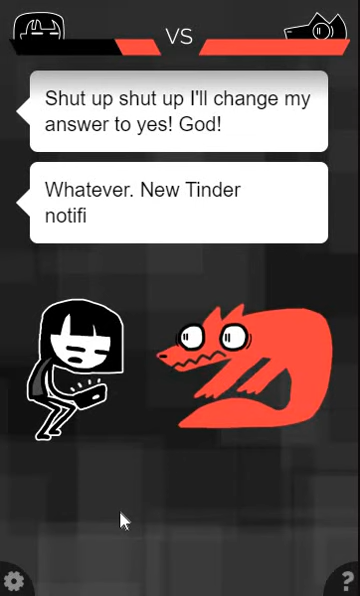 VS
Shut up shut up I'll change my
answer to yes! God!
Whatever. New Tinder
notifi
?